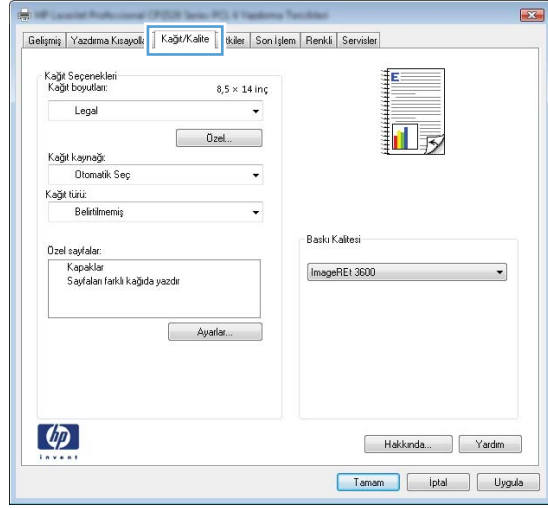 Gelişmiş Yazdırma Kısayolla Kağıt/Kalite tkiler Son İşlem Renkli Servisler
Kağıt Seçenekleri
Kağıt boyutları: 8,5 × 14 inç
Legal
Özel...
Kağıt kaynağı:
Otomatik Seç
Kağıt türü:
Belirtilmemiş
Özel sayfalar:
Kapaklar
Sayfaları farklı kağıda yazdır
Ayarlar...
E
Baskı Kalitesi
ImageREt 3600
hp
invent
Hakkında... Yardım
Tamam İptal Uygula